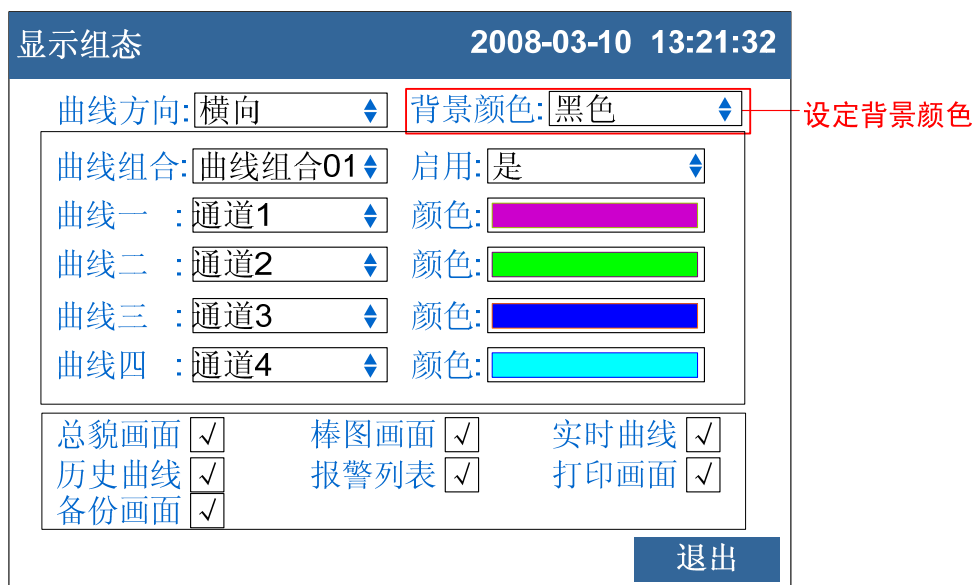 显示组态 2008-03-10 13:21:32
曲线方向: 横向 背景颜色: 黑色 设定背景颜色
曲线组合: 曲线组合01 启用: 是
曲线一 : 通道1 颜色:
曲线二 : 通道2 颜色:
曲线三 : 通道3 颜色:
曲线四 : 通道4 颜色:
总貌画面 √ 棒图画面 √ 实时曲线 √
历史曲线 √ 报警列表 √ 打印画面 √
备份画面 √
退出